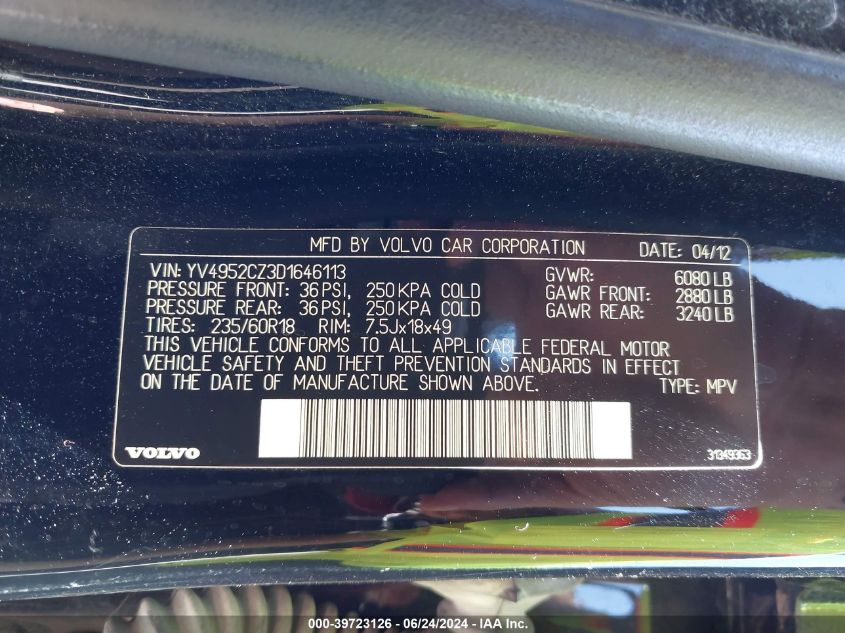 MFD BY VOLVO CAR CORPORATION DATE: 04/12
VIN: YV4952CZ3D1646113 GVWR: 6080 LB
PRESSURE FRONT: 36 PSI, 250 KPA COLD GAWR FRONT: 2880 LB
PRESSURE REAR: 36 PSI, 250 KPA COLD GAWR REAR: 3240 LB
TIRES: 235/60R18 RIM: 7.5Jx18x49
THIS VEHICLE CONFORMS TO ALL APPLICABLE FEDERAL MOTOR
VEHICLE SAFETY AND THEFT PREVENTION STANDARDS IN EFFECT
ON THE DATE OF MANUFACTURE SHOWN ABOVE. TYPE: MPV
VOLVO 31349363
000-39723126 - 06/24/2024 - © IAA Inc.